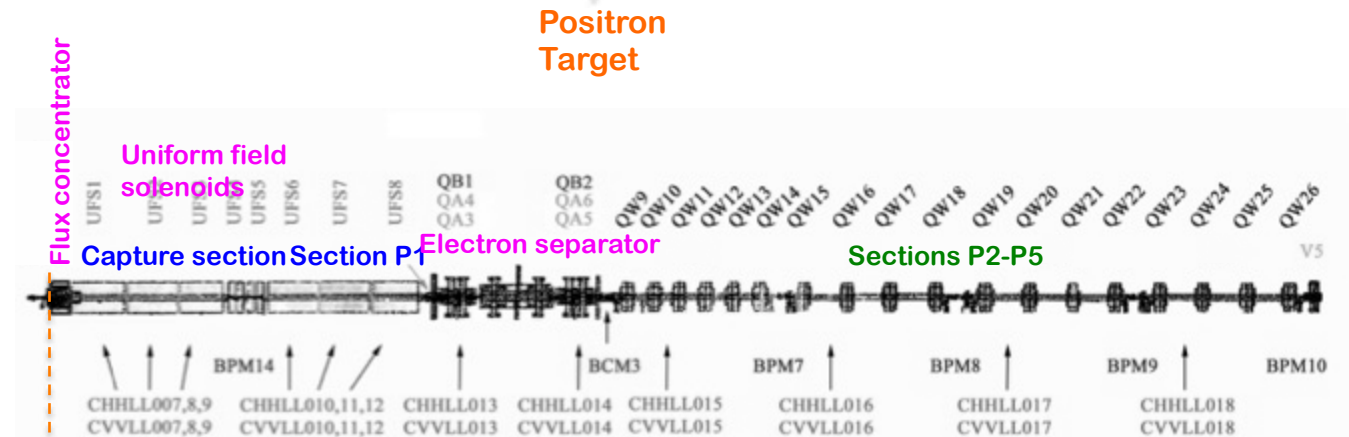 Positron
Target
Flux concentrator
Uniform field
solenoids
UFS1
UFS5
UFS6
UFS7
UFS8
QB1
QA4
QA3
QB2
QA6
QA5
QW9
QW10
QW11
QW12
QW13
QW14
QW15
QW16
QW17
QW18
QW19
QW20
QW21
QW22
QW23
QW24
QW25
QW26
V5
Capture section
Section P1
Electron separator
Sections P2-P5
BPM14
BCM3
BPM7
BPM8
BPM9
BPM10
CHHLL007,8,9
CVVLL007,8,9
CHHLL010,11,12
CVVLL010,11,12
CHHLL013
CVVLL013
CHHLL014
CVVLL014
CHHLL015
CVVLL015
CHHLL016
CVVLL016
CHHLL017
CVVLL017
CHHLL018
CVVLL018